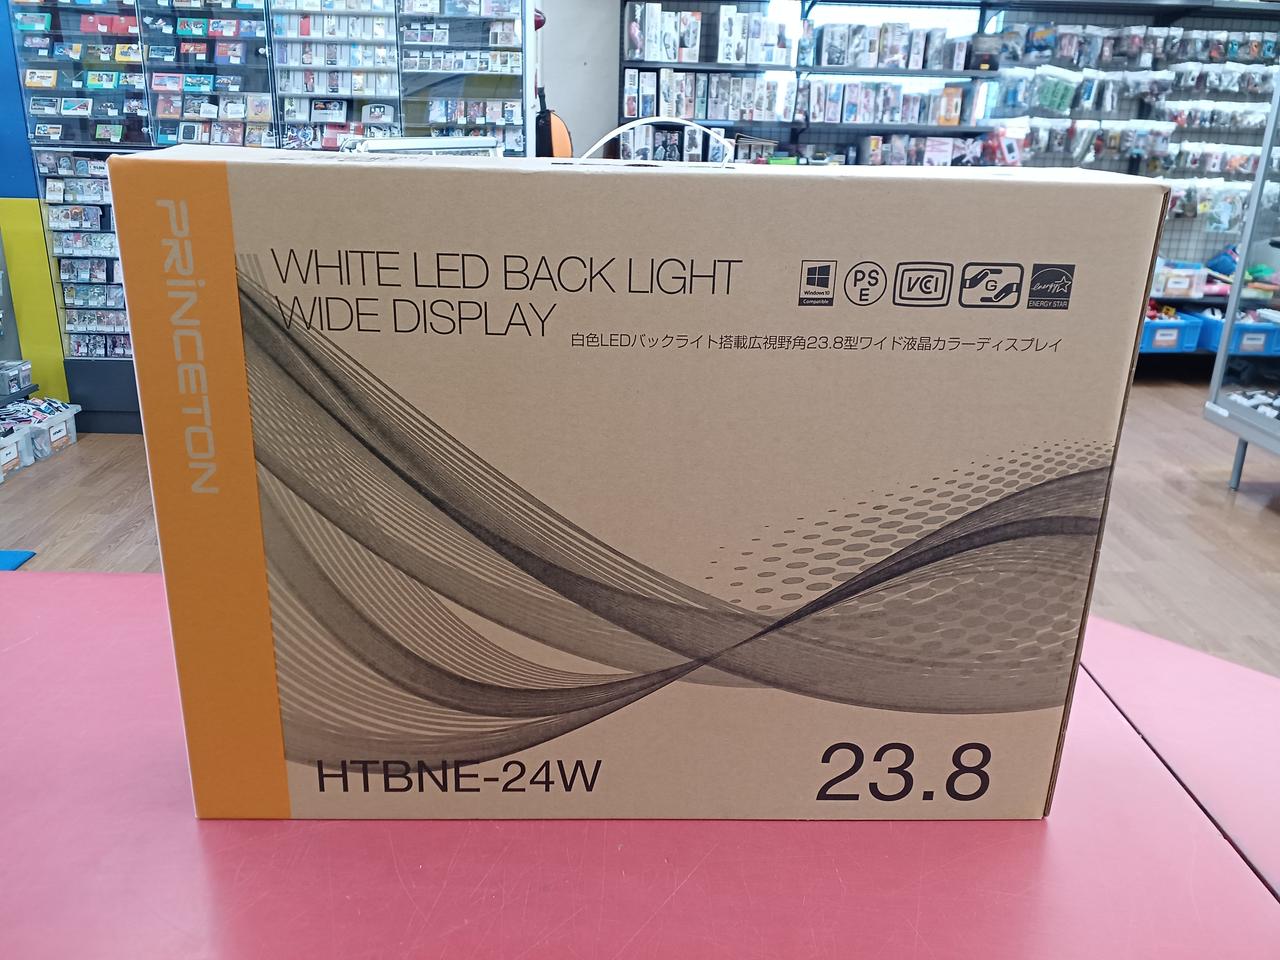 PRINCETON
WHITE LED BACK LIGHT
WIDE DISPLAY
Windows 10
Compatible
PS
E
VCCI
G
energy
ENERGY STAR
白色LEDバックライト搭載広視野角23.8型ワイド液晶カラーディスプレイ
HTBNE-24W
23.8